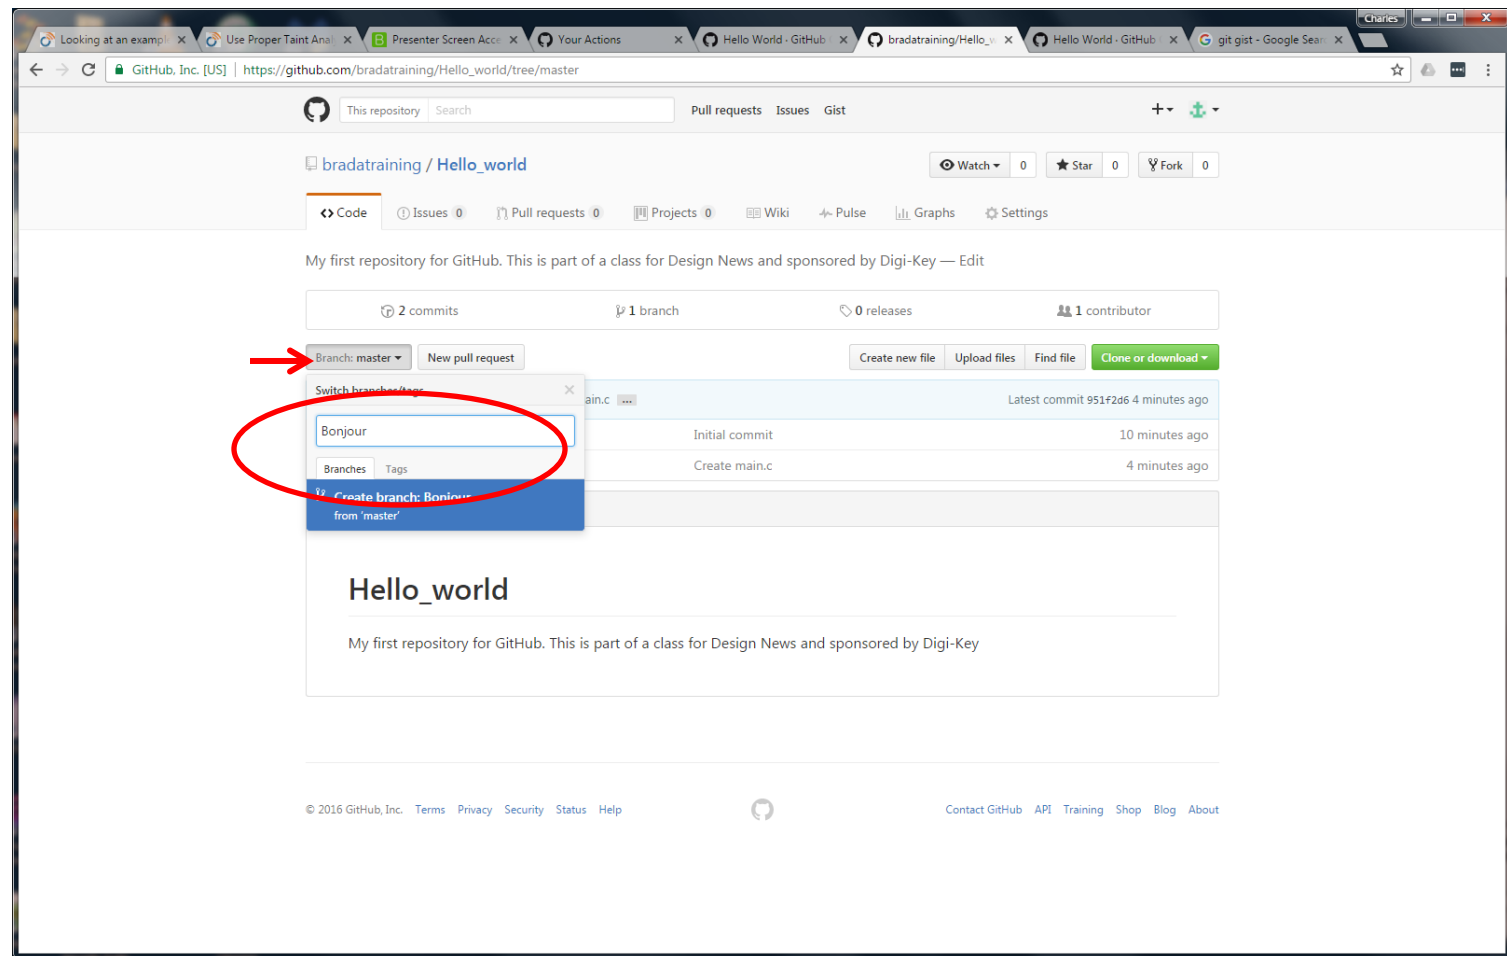 Charles
Looking at an exampl
Use Proper Taint Anal
Presenter Screen Acce
Your Actions
Hello World · GitHub
bradatraining/Hello_w
Hello World · GitHub
git gist - Google Sear
GitHub, Inc. [US] | https://github.com/bradatraining/Hello_world/tree/master
This repository Search Pull requests Issues Gist
bradatraining / Hello_world
Watch 0 Star 0 Fork 0
Code Issues 0 Pull requests 0 Projects 0 Wiki Pulse Graphs Settings
My first repository for GitHub. This is part of a class for Design News and sponsored by Digi-Key — Edit
2 commits 1 branch 0 releases 1 contributor
Branch: master New pull request Create new file Upload files Find file Clone or download
Switch branches/tags
ain.c ... Latest commit 951f2d6 4 minutes ago
Bonjour
Initial commit 10 minutes ago
Branches Tags
Create main.c 4 minutes ago
Create branch: Bonjour
from 'master'
Hello_world
My first repository for GitHub. This is part of a class for Design News and sponsored by Digi-Key
© 2016 GitHub, Inc. Terms Privacy Security Status Help Contact GitHub API Training Shop Blog About